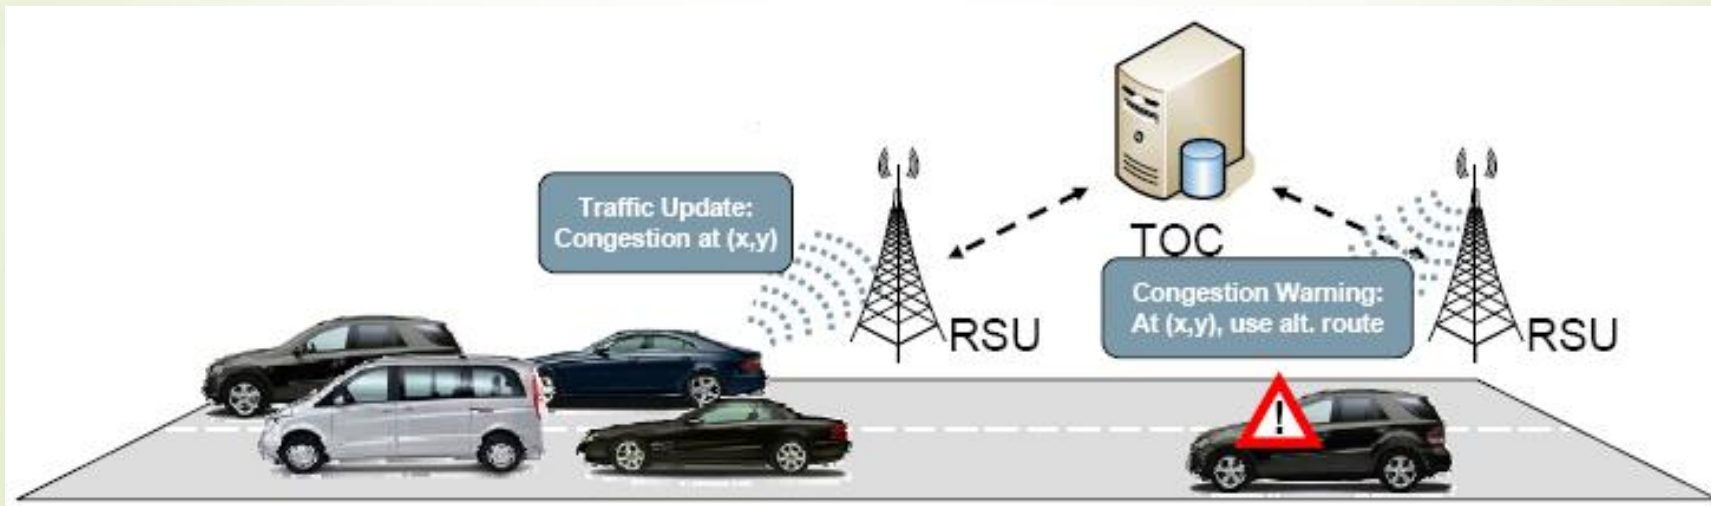 Traffic Update:
Congestion at (x,y)
RSU
TOC
Congestion Warning:
At (x,y), use alt. route
RSU
!